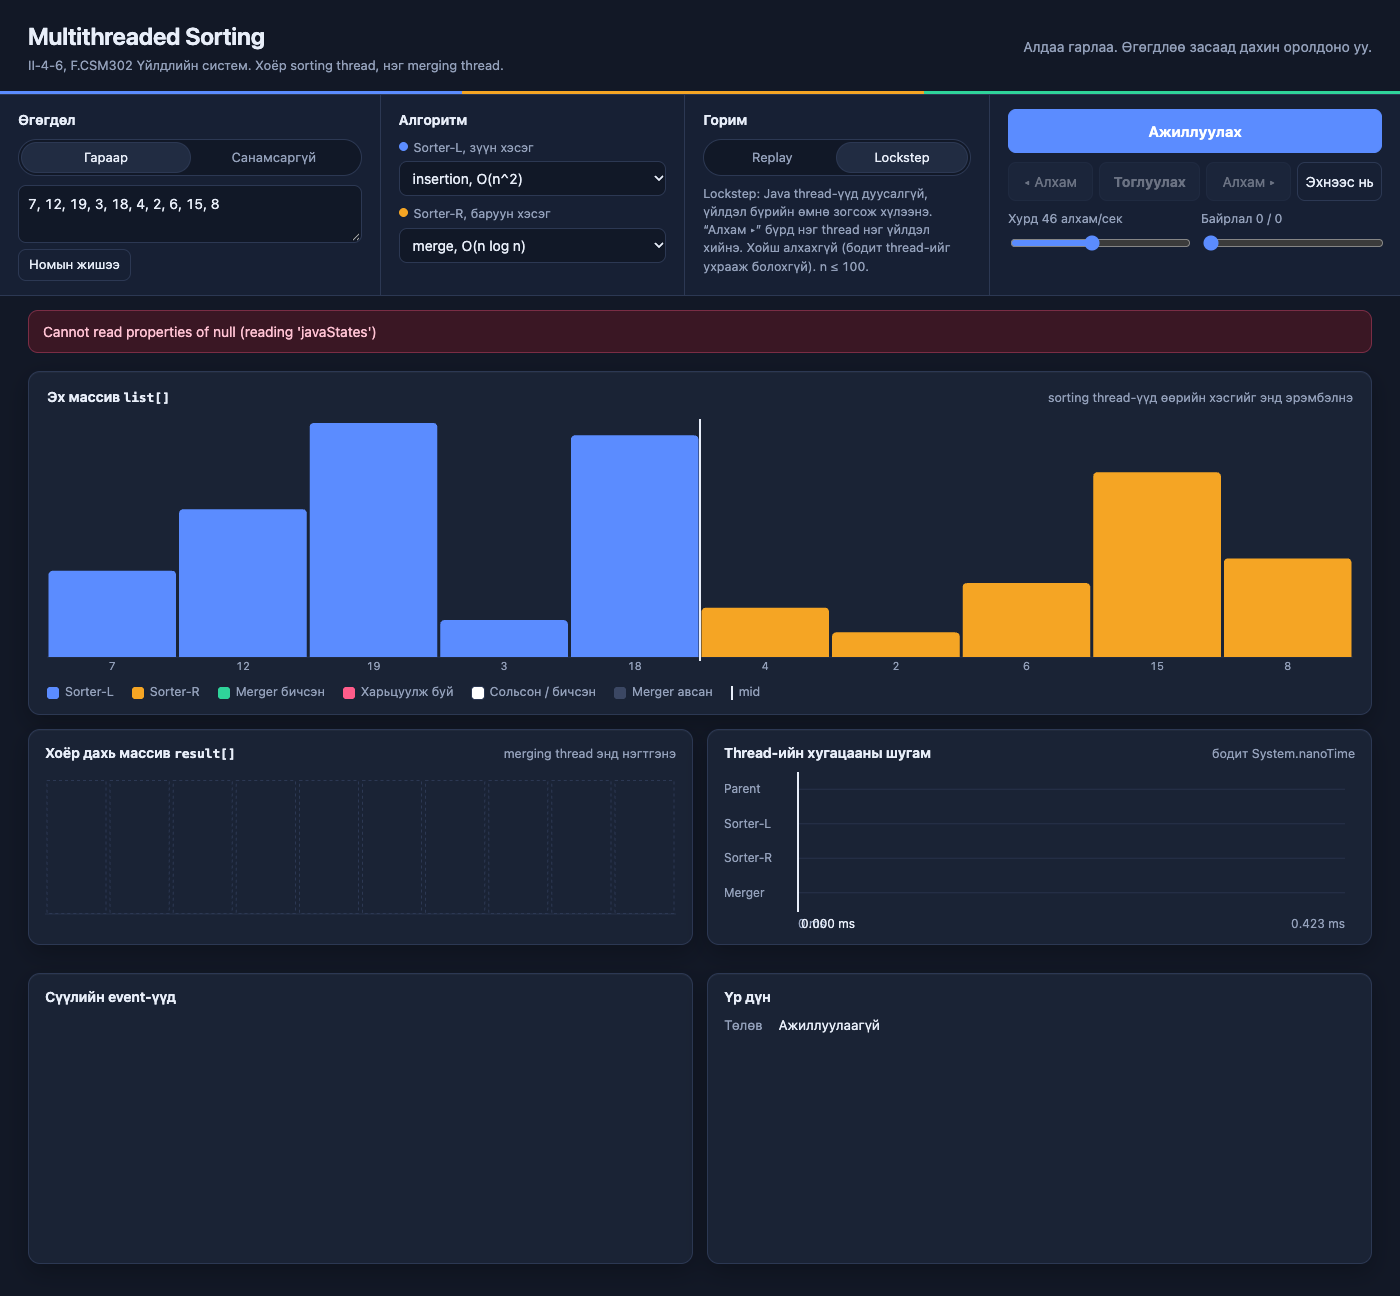 Multithreaded Sorting
II-4-6, F.CSM302 Үйлдлийн систем. Хоёр sorting thread, нэг merging thread.
Алдаа гарлаа. Өгөгдлөө засаад дахин оролдоно уу.
Өгөгдөл
Гараар
Санамсаргүй
7, 12, 19, 3, 18, 4, 2, 6, 15, 8
Номын жишээ
Алгоритм
Sorter-L, зүүн хэсэг
insertion, O(n^2)
Sorter-R, баруун хэсэг
merge, O(n log n)
Горим
Replay
Lockstep
Lockstep: Java thread-үүд дуусалгүй,
үйлдэл бүрийн өмнө зогсож хүлээнэ.
“Алхам ▸” бүрд нэг thread нэг үйлдэл
хийнэ. Хойш алхахгүй (бодит thread-ийг
ухрааж болохгүй). n ≤ 100.
Ажиллуулах
◂ Алхам
Тоглуулах
Алхам ▸
Эхнээс нь
Хурд 46 алхам/сек
Байрлал 0 / 0
Cannot read properties of null (reading 'javaStates')
Эх массив list[]
sorting thread-үүд өөрийн хэсгийг энд эрэмбэлнэ
7 12 19 3 18 4 2 6 15 8
Sorter-L
Sorter-R
Merger бичсэн
Харьцуулж буй
Сольсон / бичсэн
Merger авсан
mid
Хоёр дахь массив result[]
merging thread энд нэгтгэнэ
Thread-ийн хугацааны шугам
бодит System.nanoTime
Parent
Sorter-L
Sorter-R
Merger
0.000 ms
0.423 ms
Сүүлийн event-үүд
Үр дүн
Төлөв Ажиллуулаагүй